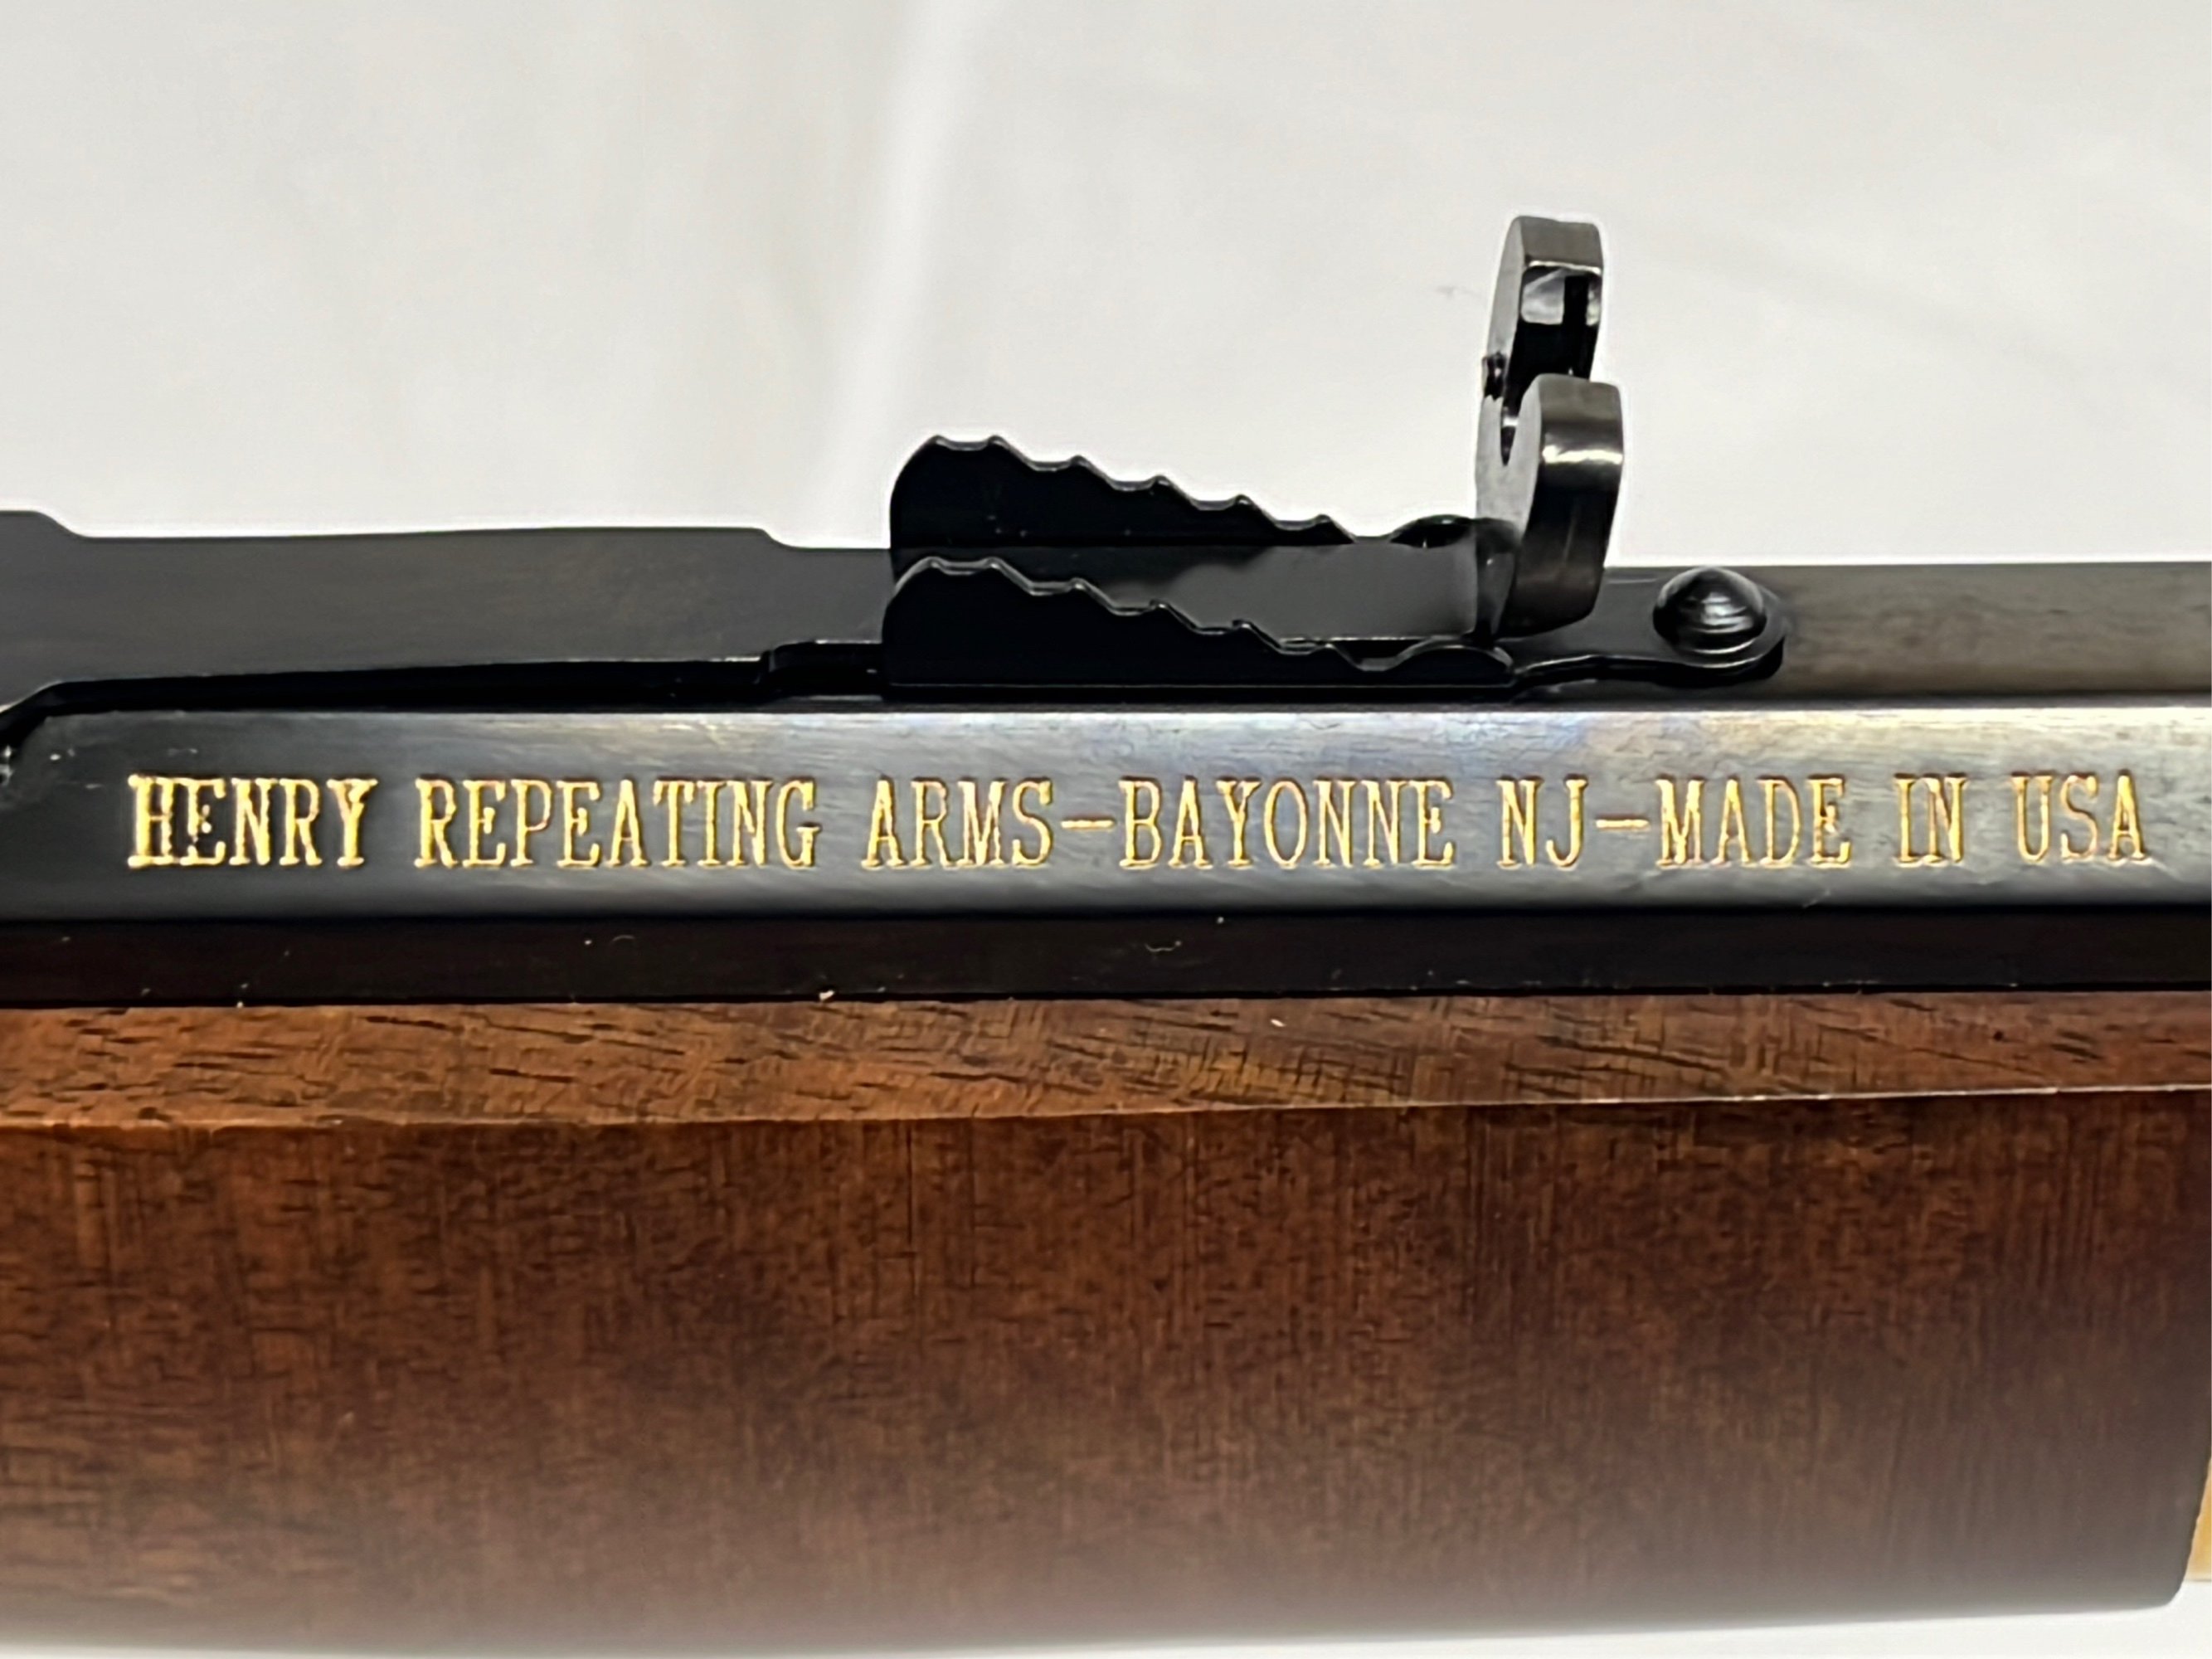 HENRY REPEATING ARMS-BAYONNE NJ-MADE IN USA